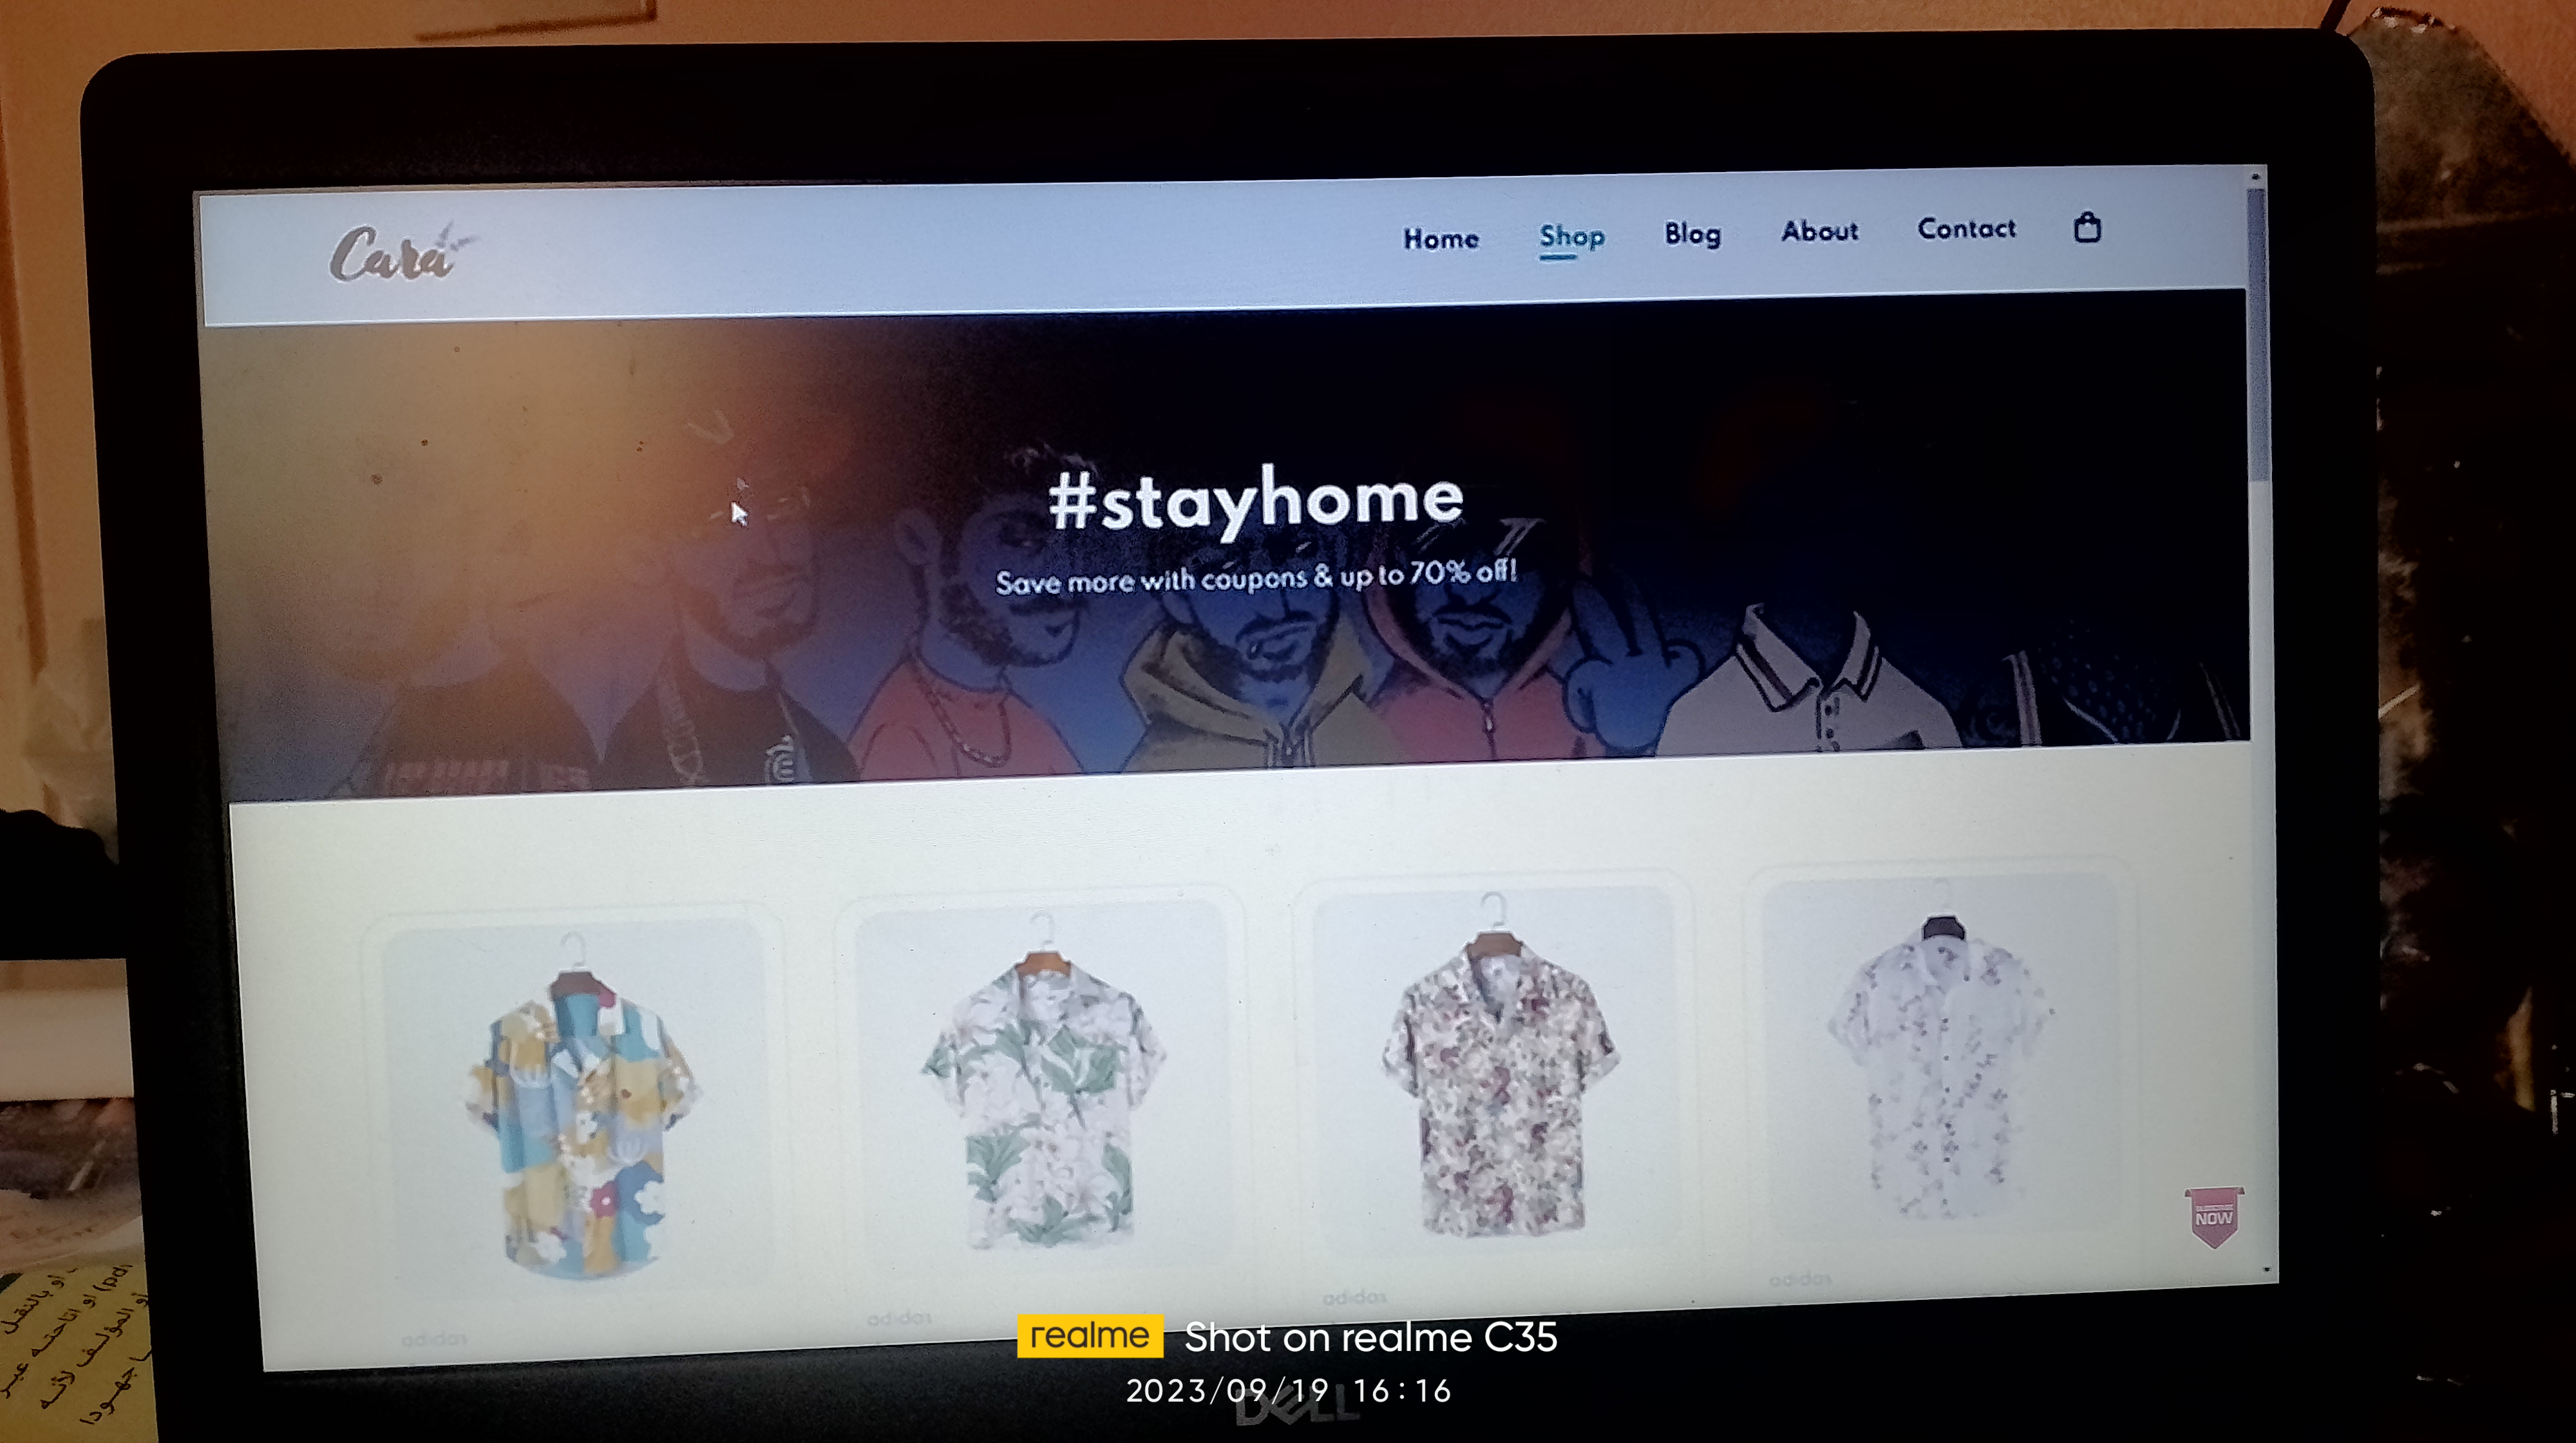 Cara
Home Shop Blog About Contact
#stayhome
Save more with coupons & up to 70% off!
NOW
adidas
adidas
adidas
adidas
realme Shot on realme C35
2023/09/19 16:16
DELL